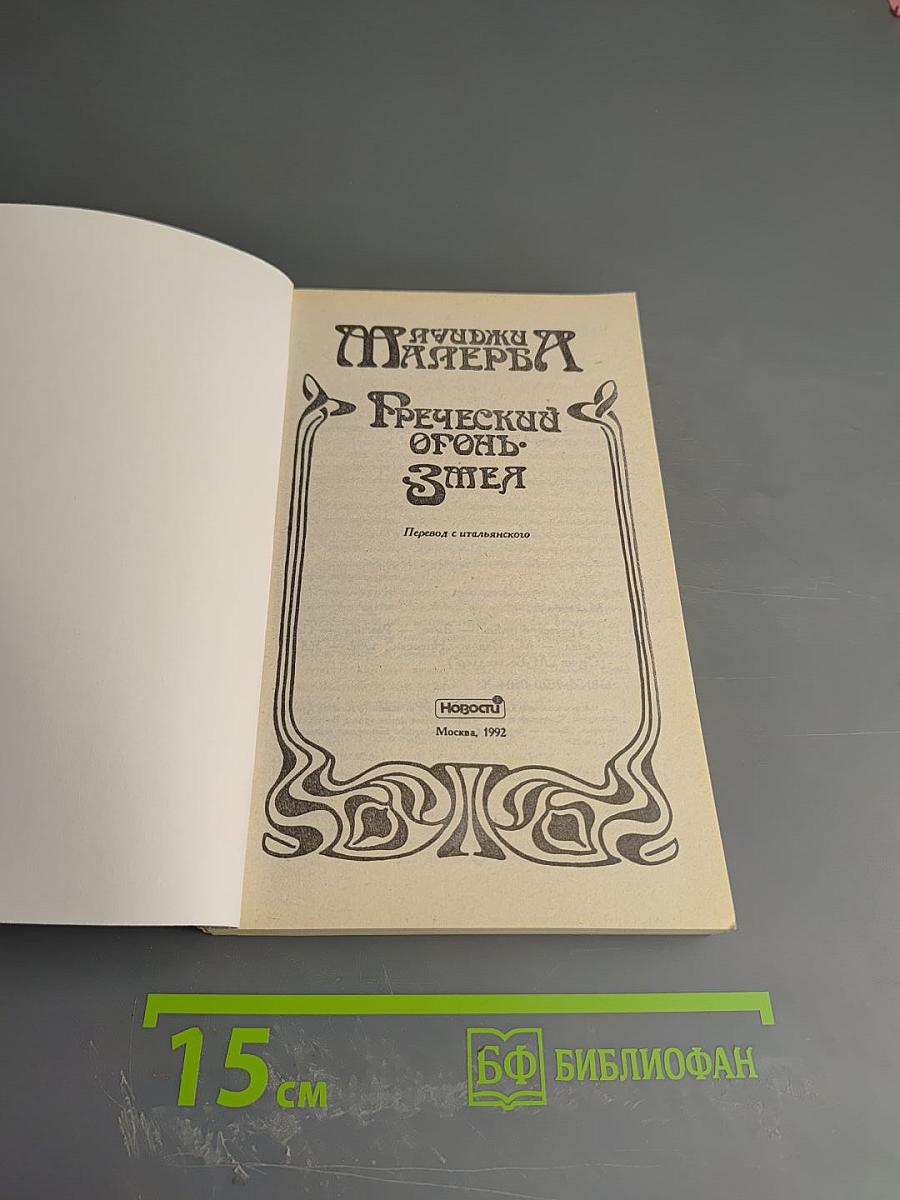 ЛУИДЖИ
МАЛЕРБА
ГРЕЧЕСКИЙ
ОГОНЬ·
ЗМЕЯ
Перевод с итальянского
Новости
Москва, 1992
15 см
БФ БИБЛИОФАН